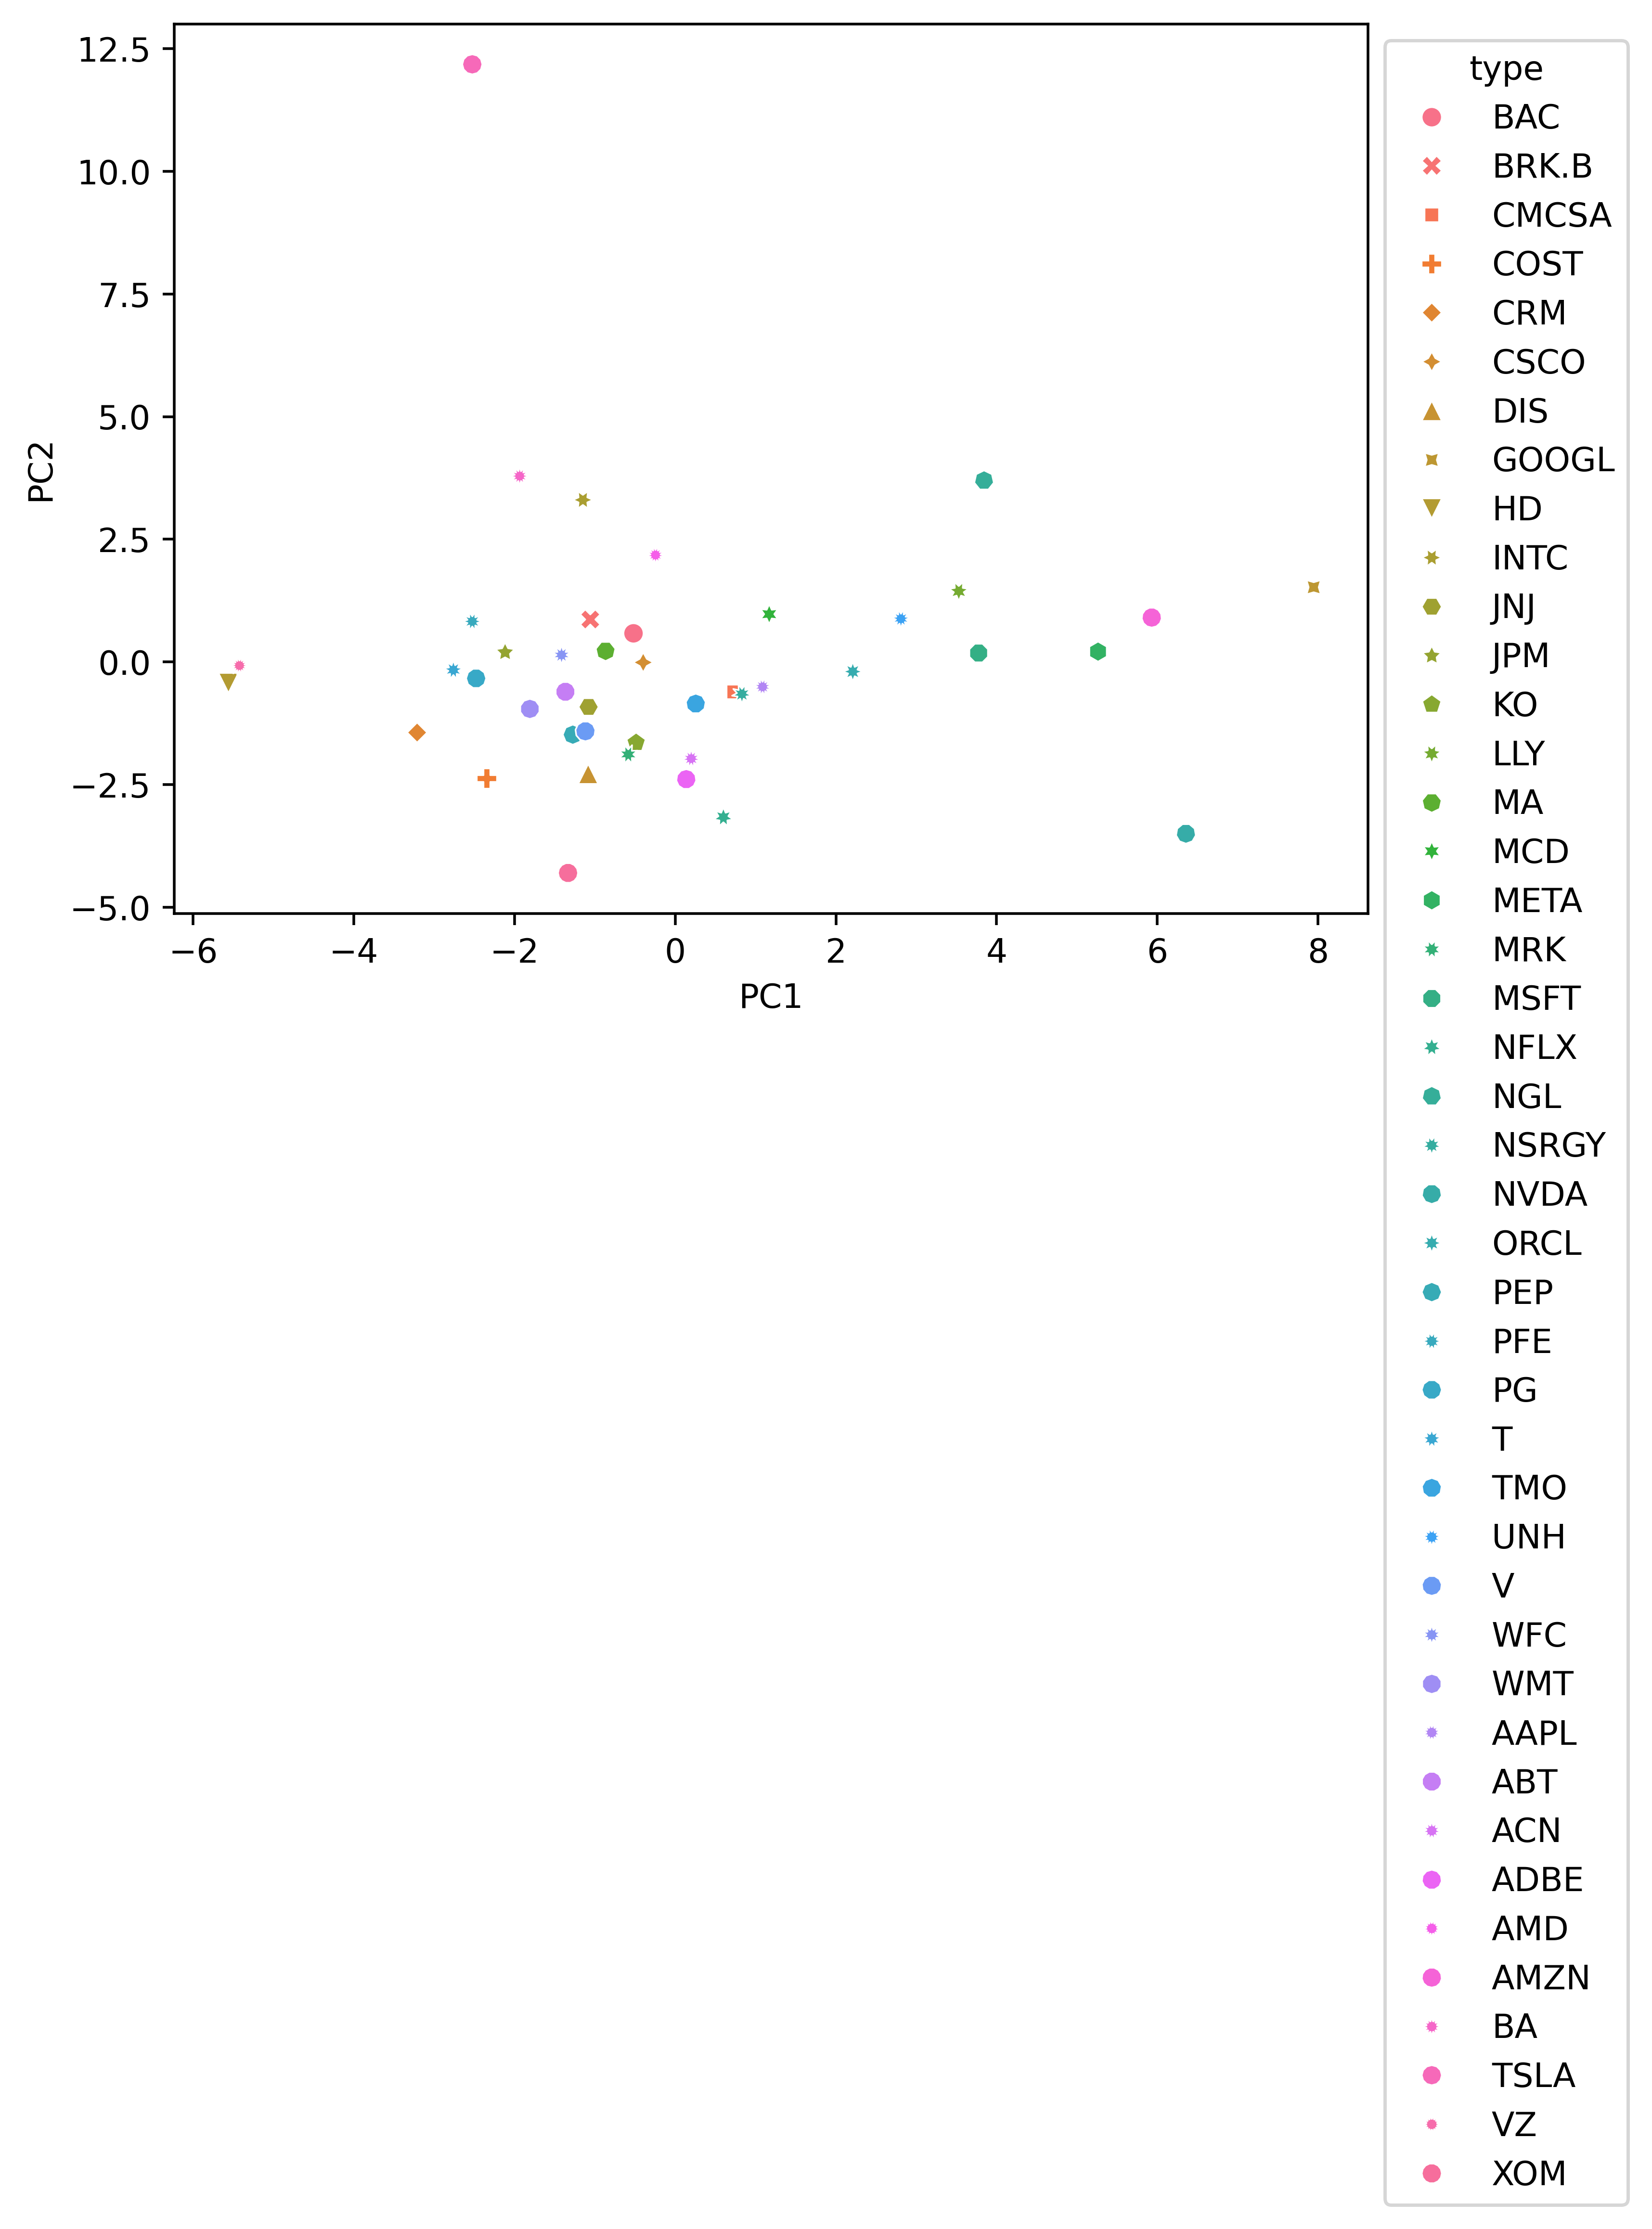 12.5
10.0
7.5
5.0
2.5
0.0
−2.5
−5.0
PC2
−6 −4 −2 0 2 4 6 8
PC1
type
BAC
BRK.B
CMCSA
COST
CRM
CSCO
DIS
GOOGL
HD
INTC
JNJ
JPM
KO
LLY
MA
MCD
META
MRK
MSFT
NFLX
NGL
NSRGY
NVDA
ORCL
PEP
PFE
PG
T
TMO
UNH
V
WFC
WMT
AAPL
ABT
ACN
ADBE
AMD
AMZN
BA
TSLA
VZ
XOM